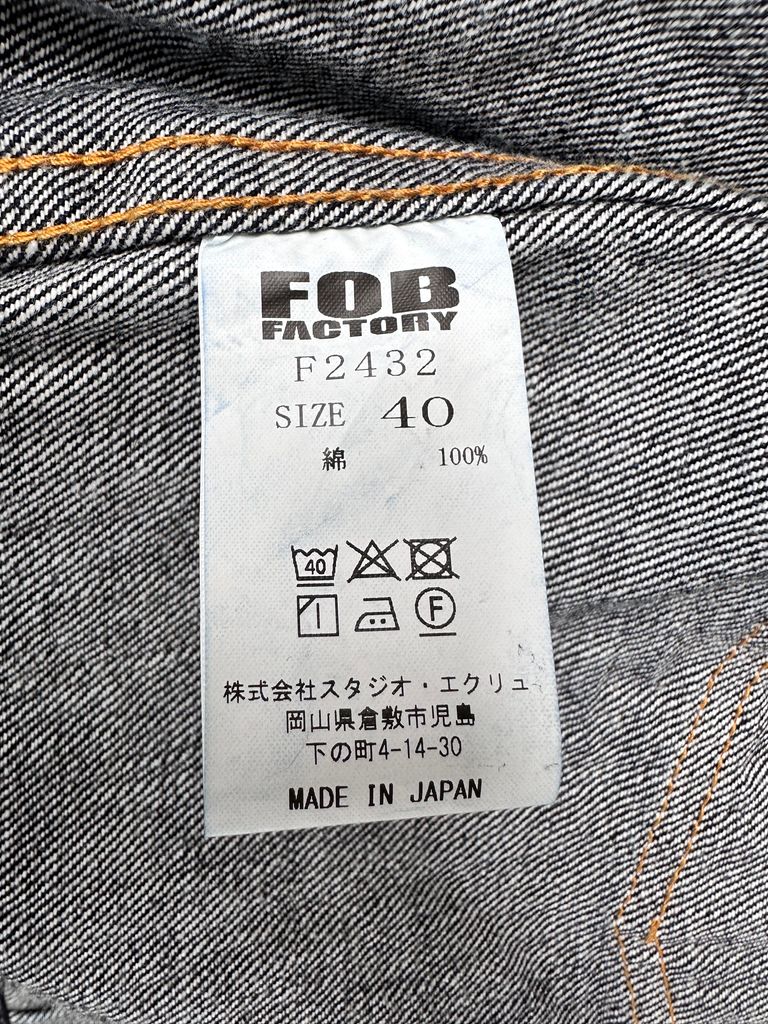 FOB
FACTORY
F2432
SIZE 40
綿 100%
40
F
株式会社スタジオ・エクリュ
岡山県倉敷市児島
下の町4-14-30
MADE IN JAPAN